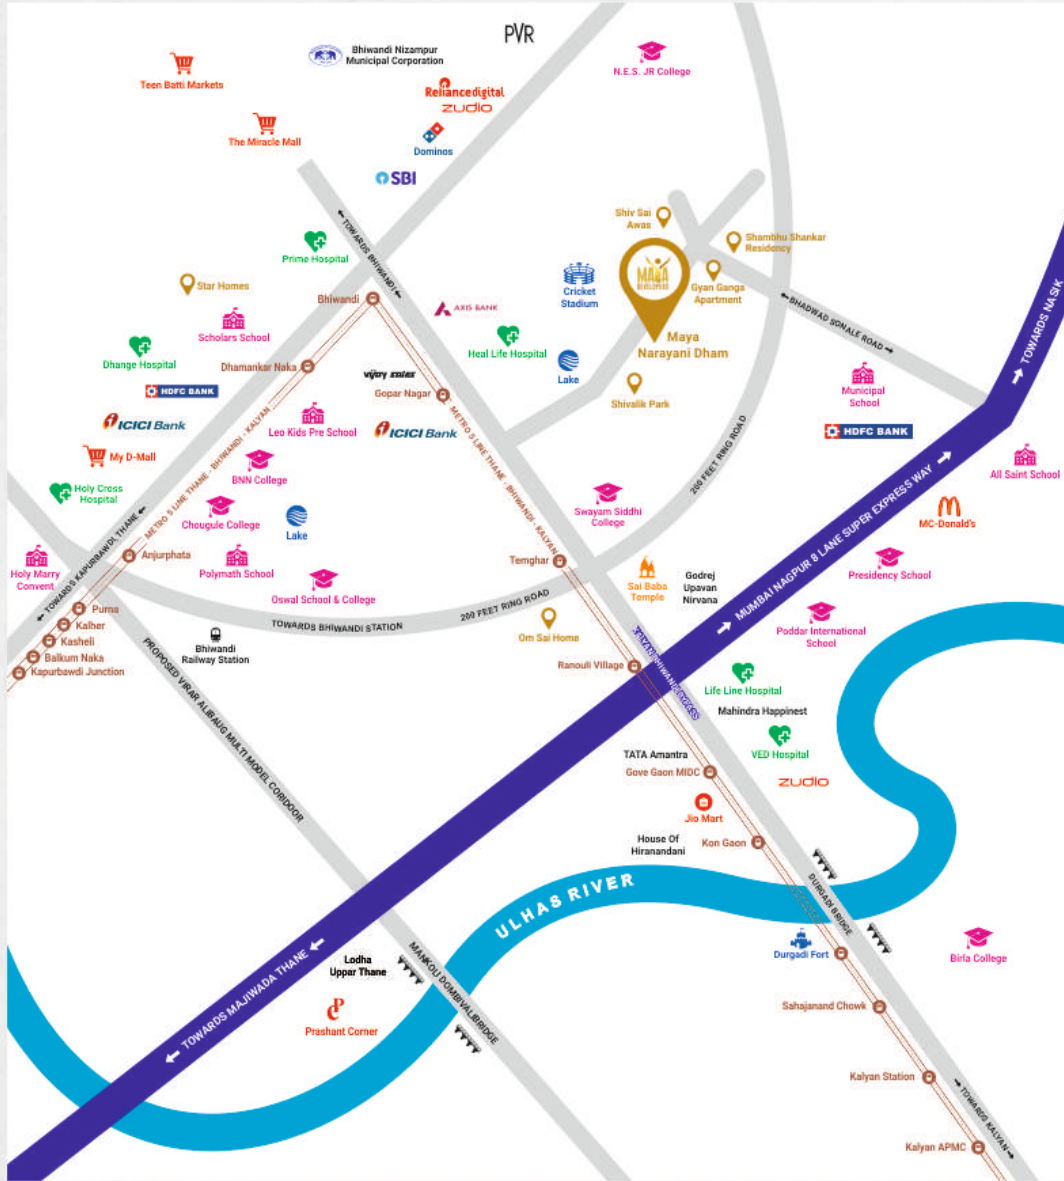 PVR
Bhiwandi Nizampur
Municipal Corporation
N.E.S. JR College
Teen Batti Markets
Reliancedigital
ZUDIO
The Miracle Mall
Dominos
SBI
TOWARDS BHIWANDI
Shiv Sai
Awas
Shambhu Shankar
Residency
Prime Hospital
MAYA
DEVELOPERS
Gyan Ganga
Apartment
Cricket
Stadium
Star Homes
Bhiwandi
AXIS BANK
BHADWAD SONALE ROAD
TOWARDS NASIK
Scholars School
Maya
Narayani Dham
Heal Life Hospital
Dhange Hospital
Dhamankar Naka
vijay sales
Lake
HDFC BANK
Gopar Nagar
Shivalik Park
Municipal
School
ICICI Bank
Leo Kids Pre School
ICICI Bank
HDFC BANK
METRO 5 LINE THANE - BHIWANDI - KALYAN
METRO 5 LINE THANE - BHIWANDI - KALYAN
200 FEET RING ROAD
My D-Mall
BNN College
All Saint School
Holy Cross
Hospital
Chougule College
Lake
Swayam Siddhi
College
MC-Donald's
MUMBAI NAGPUR 8 LANE SUPER EXPRESS WAY
TOWARDS KAPURBAWDI THANE
Anjurphata
Temghar
Holy Marry
Convent
Polymath School
Oswal School & College
Sai Baba
Temple
Godrej
Upavan
Nirvana
Presidency School
Purna
Kalher
Kasheli
Balkum Naka
Kapurbawdi Junction
TOWARDS BHIWANDI STATION
200 FEET RING ROAD
Om Sai Home
Poddar International
School
Bhiwandi
Railway Station
Ranouli Village
KALYAN BHIWANDI BYPASS
Life Line Hospital
Mahindra Happinest
PROPOSED VIRAR ALIBAUG MULTI MODEL CORIDOOR
TATA Amantra
VED Hospital
Gove Gaon MIDC
ZUDIO
Jio Mart
House Of
Hiranandani
Kon Gaon
ULHAS RIVER
DURGADI BRIDGE
Durgadi Fort
Birla College
Lodha
Uppar Thane
MANKOLI DOMBIVALI BRIDGE
TOWARDS MAJIWADA THANE
Prashant Corner
Sahajanand Chowk
Kalyan Station
TOWARDS KALYAN
Kalyan APMC